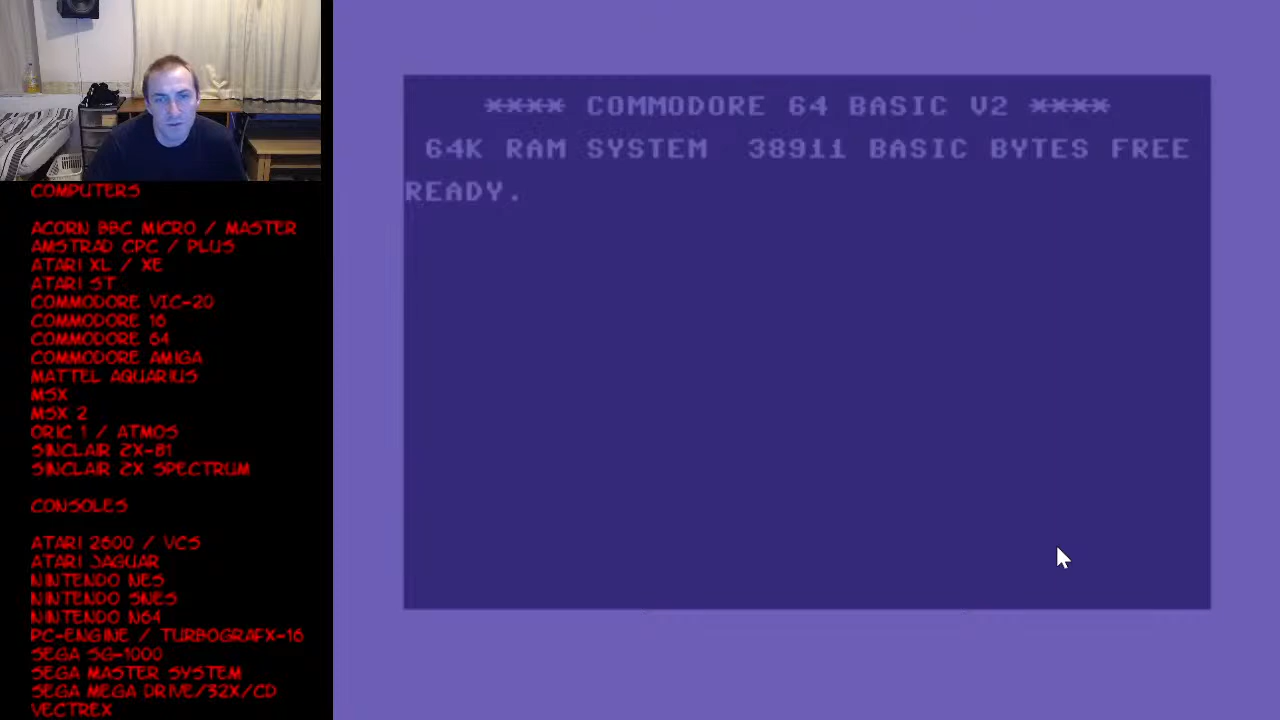 COMPUTERS
ACORN BBC MICRO / MASTER
AMSTRAD CPC / PLUS
ATARI XL / XE
ATARI ST
COMMODORE VIC-20
COMMODORE 16
COMMODORE 64
COMMODORE AMIGA
MATTEL AQUARIUS
MSX
MSX 2
ORIC 1 / ATMOS
SINCLAIR ZX-81
SINCLAIR ZX SPECTRUM
CONSOLES
ATARI 2600 / VCS
ATARI JAGUAR
NINTENDO NES
NINTENDO SNES
NINTENDO N64
PC-ENGINE / TURBOGRAFX-16
SEGA SG-1000
SEGA MASTER SYSTEM
SEGA MEGA DRIVE/32X/CD
VECTREX
**** COMMODORE 64 BASIC V2 ****
64K RAM SYSTEM  38911 BASIC BYTES FREE
READY.